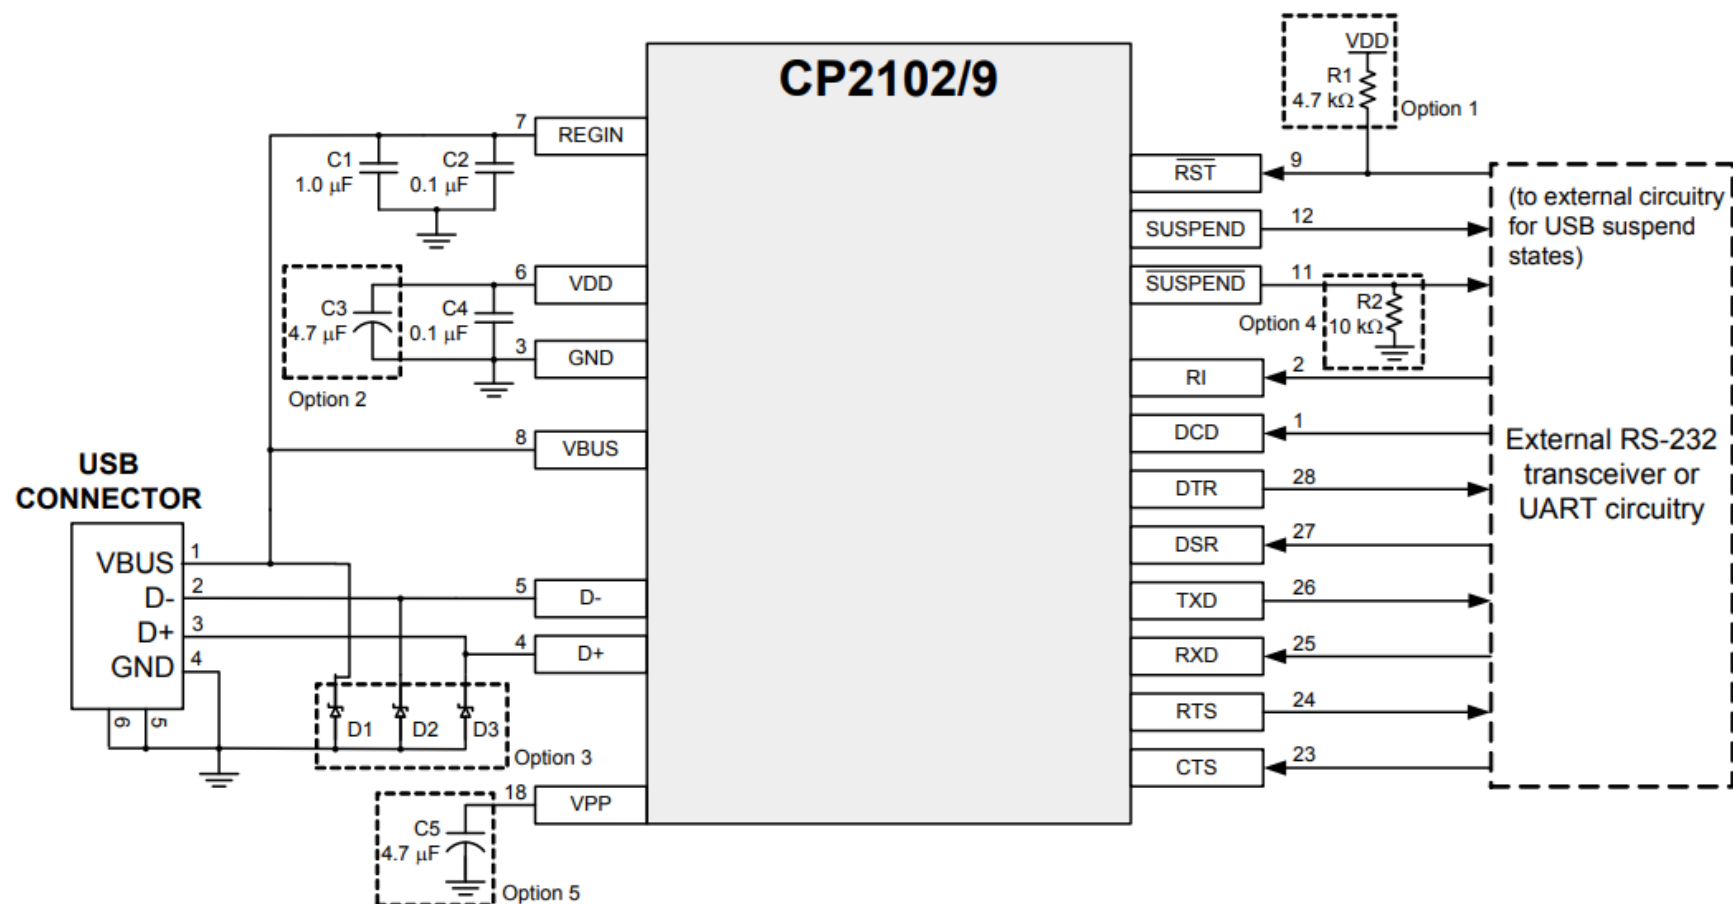 CP2102/9
7
REGIN
C1
1.0 µF
C2
0.1 µF
6
VDD
C3
4.7 µF
C4
0.1 µF
3
GND
Option 2
8
VBUS
USB
CONNECTOR
VBUS
1
D-
2
D+
3
GND
4
6
5
5
D-
4
D+
D1
D2
D3
Option 3
18
VPP
C5
4.7 µF
Option 5
VDD
R1
4.7 kΩ
Option 1
RST
9
SUSPEND
12
SUSPEND
11
R2
10 kΩ
Option 4
RI
2
DCD
1
DTR
28
DSR
27
TXD
26
RXD
25
RTS
24
CTS
23
(to external circuitry
for USB suspend
states)
External RS-232
transceiver or
UART circuitry